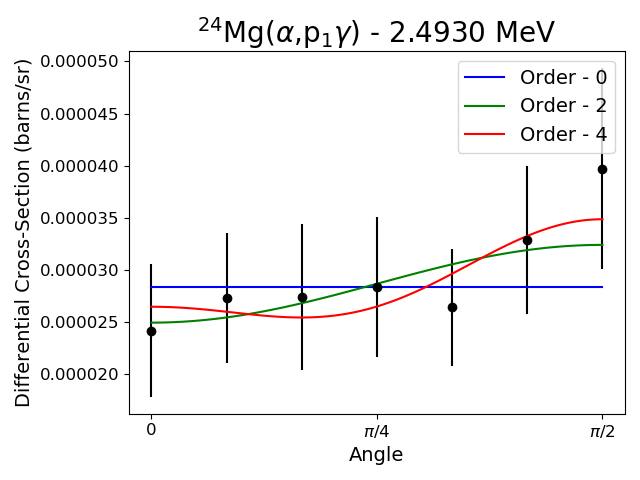 ²⁴Mg(α,p₁γ) - 2.4930 MeV
Differential Cross-Section (barns/sr)
0.000050
0.000045
0.000040
0.000035
0.000030
0.000025
0.000020
Order - 0
Order - 2
Order - 4
0
π/4
π/2
Angle